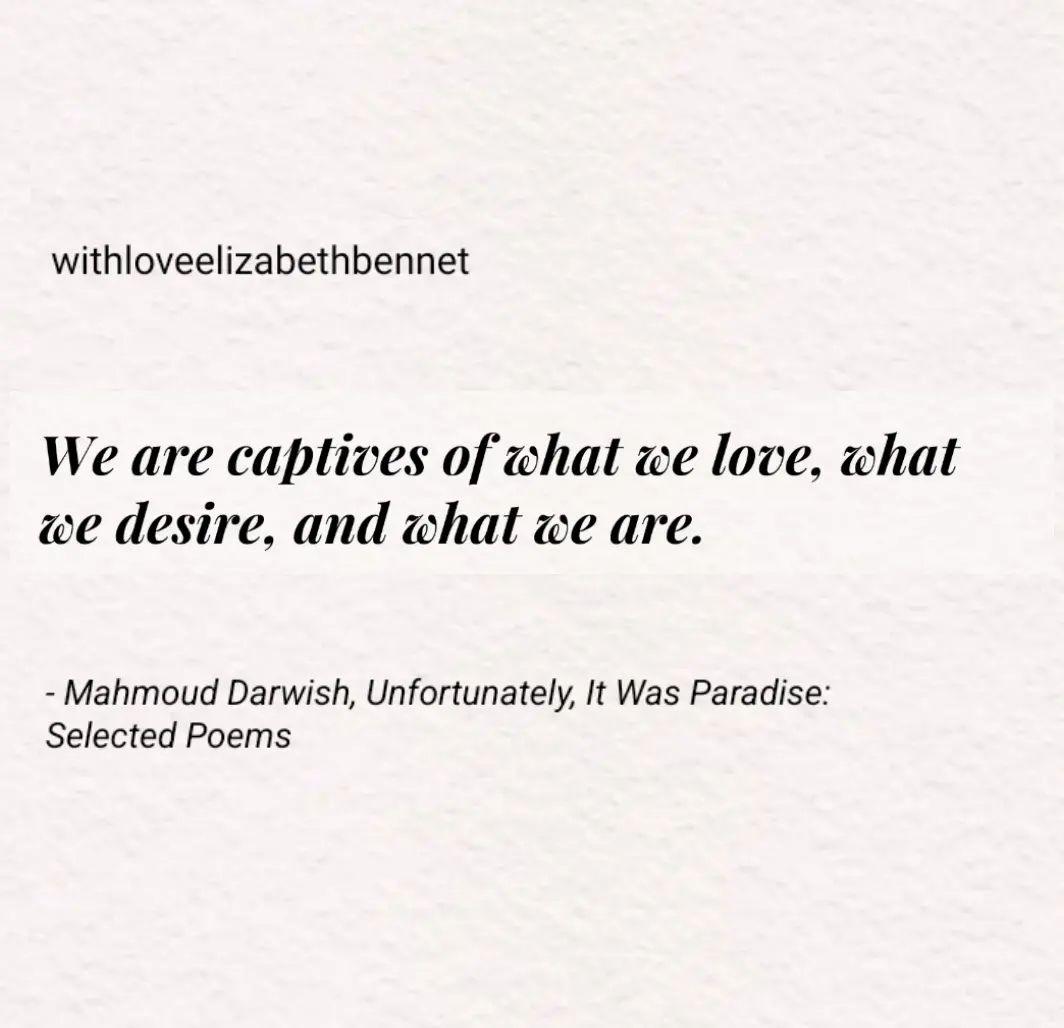 withloveelizabethbennet
We are captives of what we love, what
we desire, and what we are.
- Mahmoud Darwish, Unfortunately, It Was Paradise:
Selected Poems